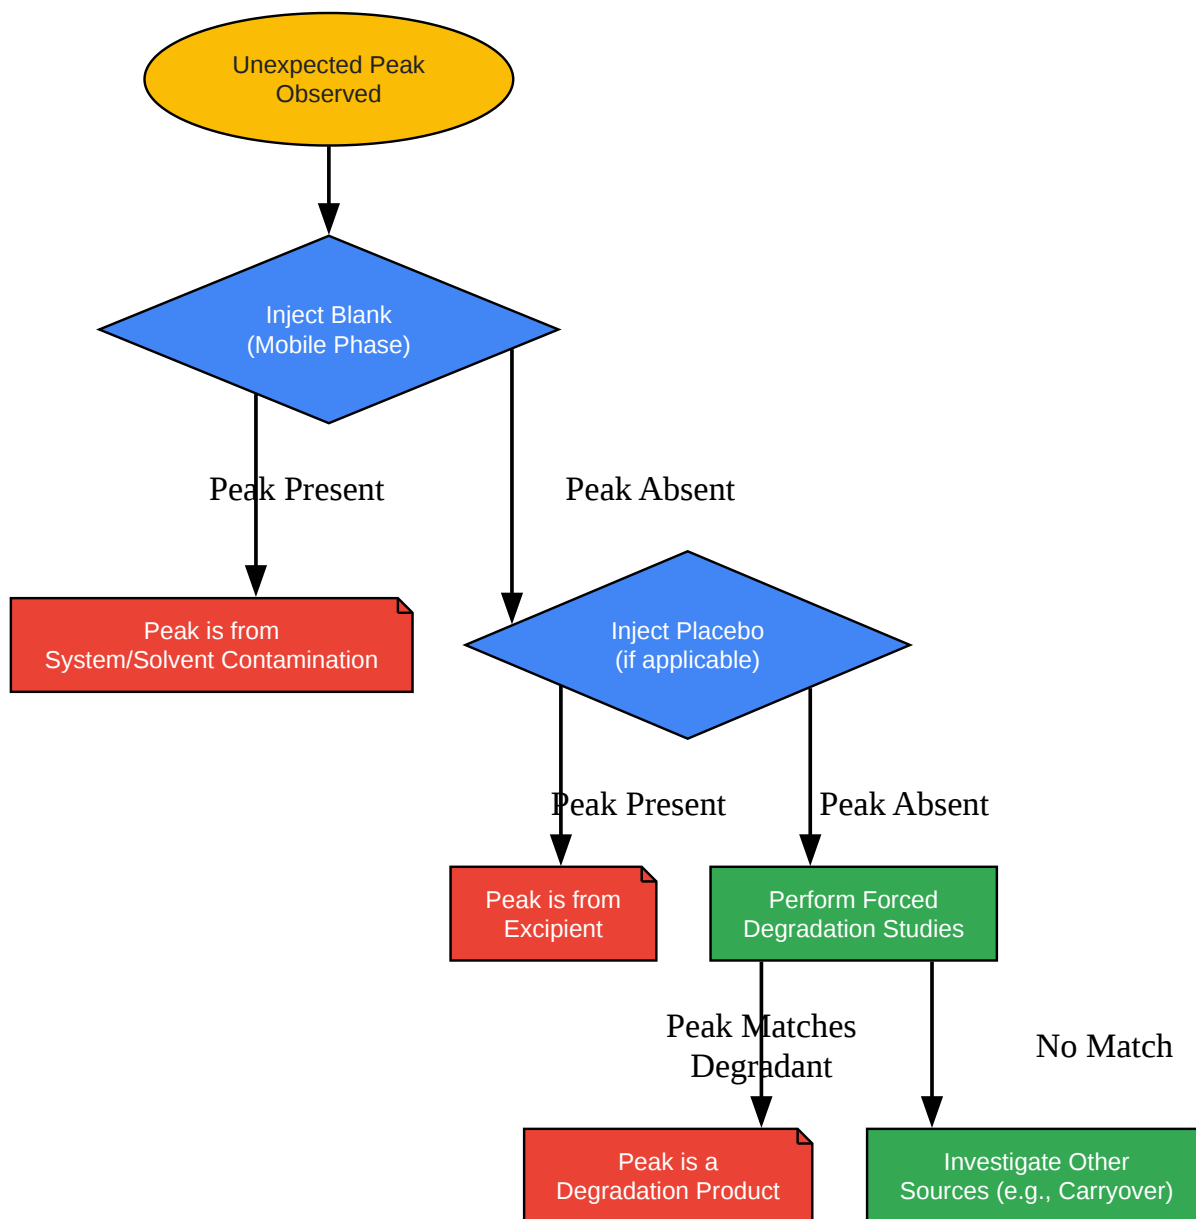 Unexpected Peak
Observed
Inject Blank
(Mobile Phase)
Peak Present
Peak Absent
Peak is from
System/Solvent Contamination
Inject Placebo
(if applicable)
Peak Present
Peak Absent
Peak is from
Excipient
Perform Forced
Degradation Studies
Peak Matches
Degradant
No Match
Peak is a
Degradation Product
Investigate Other
Sources (e.g., Carryover)